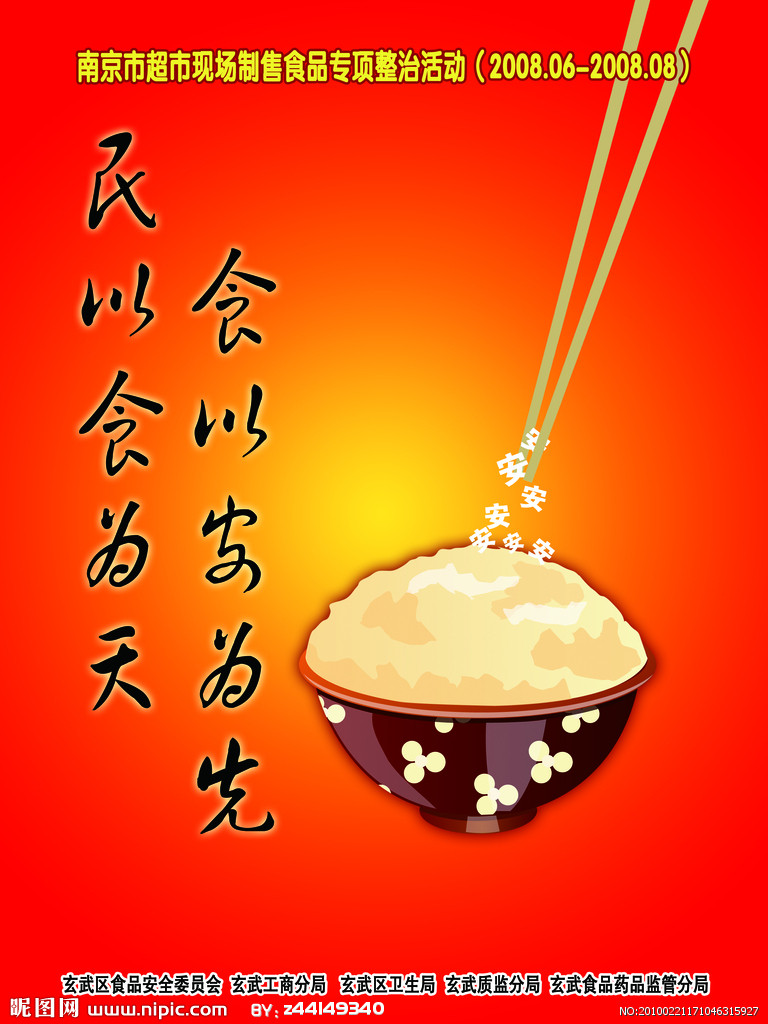 南京市超市现场制售食品专项整治活动（2008.06-2008.08）
民以食为天
食以安为先
安
安
安
安
安
安
安
玄武区食品安全委员会 玄武工商分局 玄武区卫生局 玄武质监分局 玄武食品药品监管分局
昵图网 www.nipic.com BY: z44149340 NO:20100221171046315927